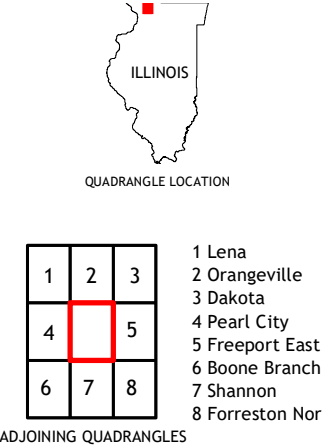 ILLINOIS
QUADRANGLE LOCATION
1 2 3
4 5
6 7 8
1 Lena
2 Orangeville
3 Dakota
4 Pearl City
5 Freeport East
6 Boone Branch
7 Shannon
8 Forreston Nor
ADJOINING QUADRANGLES